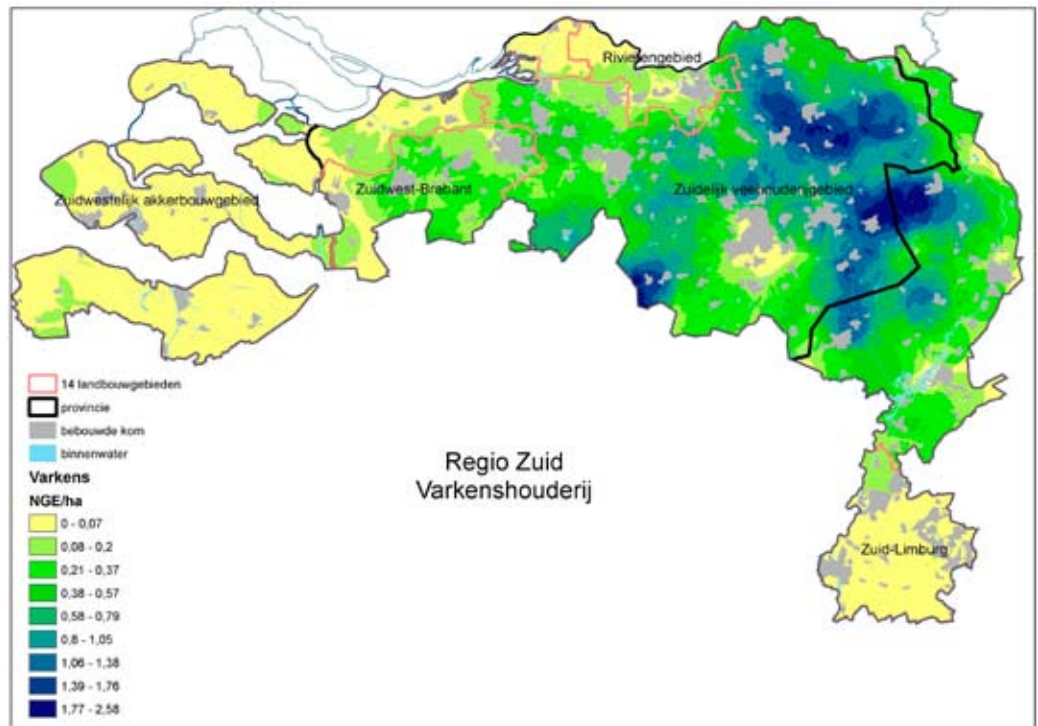 Rivierengebied
Zuidwestelijk akkerbouwgebied
Zuidwest-Brabant
Zuidelijk veehouderijgebied
14 landbouwgebieden
provincie
bebouwde kom
binnenwater
Varkens
NGE/ha
0 - 0,07
0,08 - 0,2
0,21 - 0,37
0,38 - 0,57
0,58 - 0,79
0,8 - 1,05
1,06 - 1,38
1,39 - 1,76
1,77 - 2,58
Regio Zuid
Varkenshouderij
Zuid-Limburg